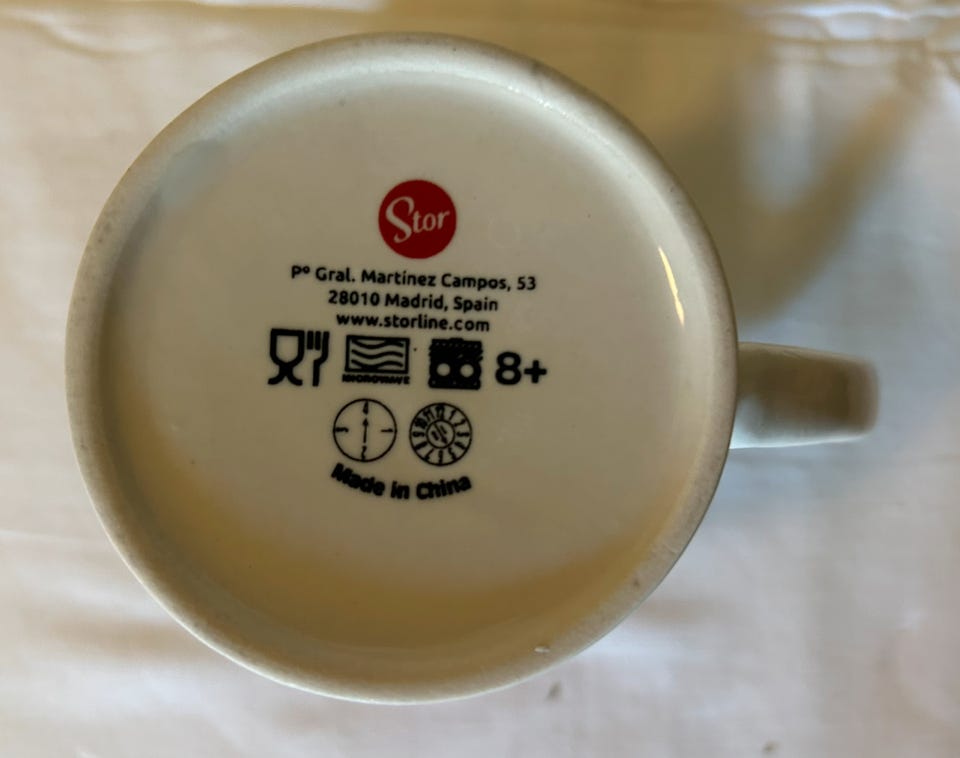 Stor
Pº Gral. Martínez Campos, 53
28010 Madrid, Spain
www.storline.com
MICROWAVE
8+
Made in China